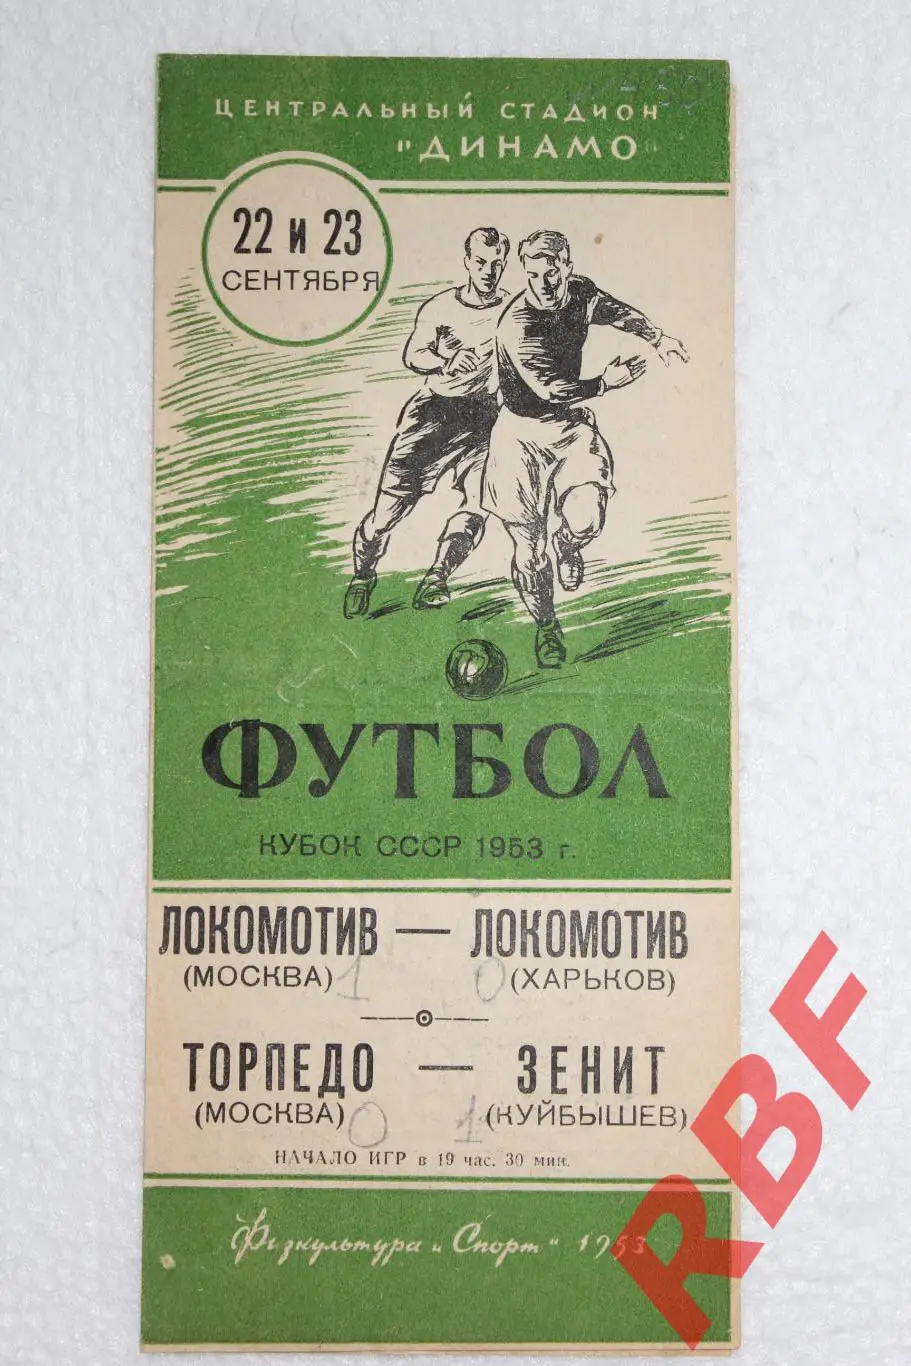 ЦЕНТРАЛЬНЫЙ СТАДИОН
"ДИНАМО"
22 и 23
СЕНТЯБРЯ
ФУТБОЛ
КУБОК СССР 1953 г.
ЛОКОМОТИВ — ЛОКОМОТИВ
(МОСКВА) 1 0 (ХАРЬКОВ)
ТОРПЕДО — ЗЕНИТ
(МОСКВА) 0 1 (КУЙБЫШЕВ)
НАЧАЛО ИГР в 19 час. 30 мин.
„Физкультура и Спорт" 1953
RBF